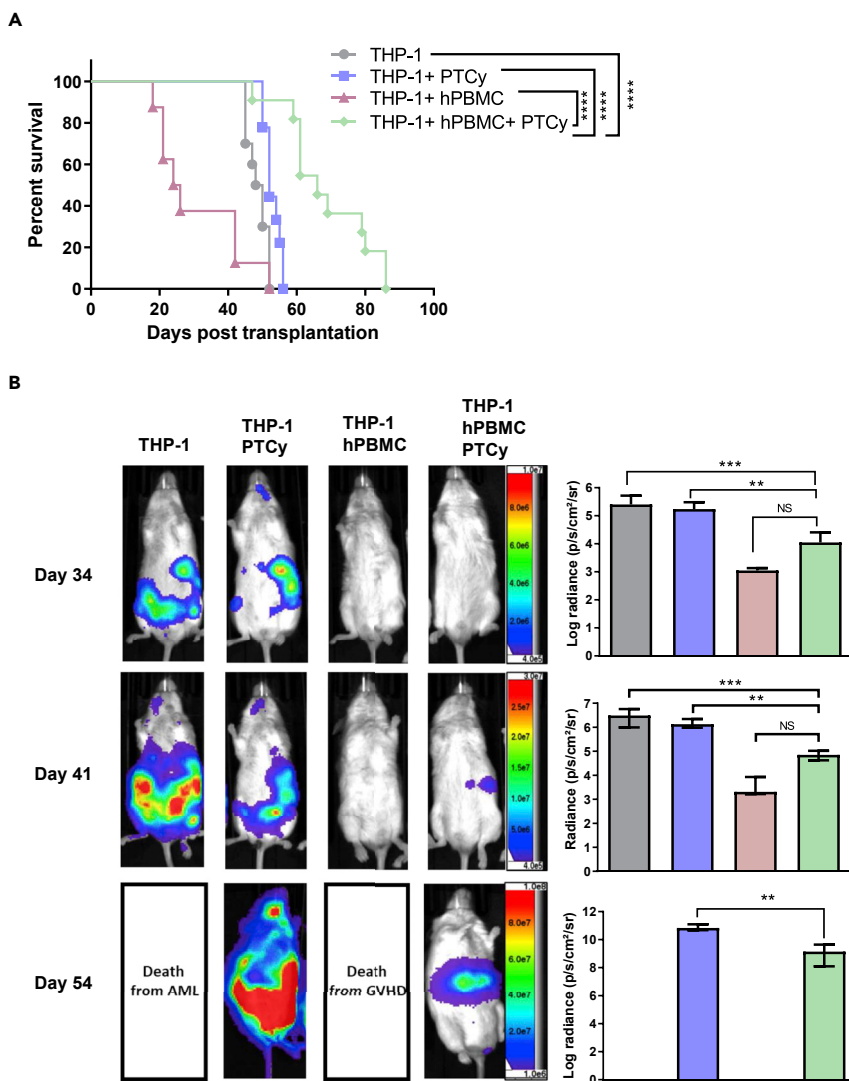 A
THP-1
THP-1+ PTCy
THP-1+ hPBMC
THP-1+ hPBMC+ PTCy
****
****
****
100
80
60
40
20
0
Percent survival
0 20 40 60 80 100
Days post transplantation
B
THP-1
THP-1
PTCy
THP-1
hPBMC
THP-1
hPBMC
PTCy
Day 34
1.0e7
8.0e6
6.0e6
4.0e6
2.0e6
4.0e5
Log radiance (p/s/cm²/sr)
6
5
4
3
2
1
0
***
**
NS
Day 41
3.0e7
2.5e7
2.0e7
1.5e7
1.0e7
5.0e6
4.0e5
Radiance (p/s/cm²/sr)
7
6
5
4
3
2
1
0
***
**
NS
Day 54
Death
from AML
Death
from GVHD
1.0e8
8.0e7
6.0e7
4.0e7
2.0e7
1.0e6
Log radiance (p/s/cm²/sr)
12
10
8
6
4
2
0
**